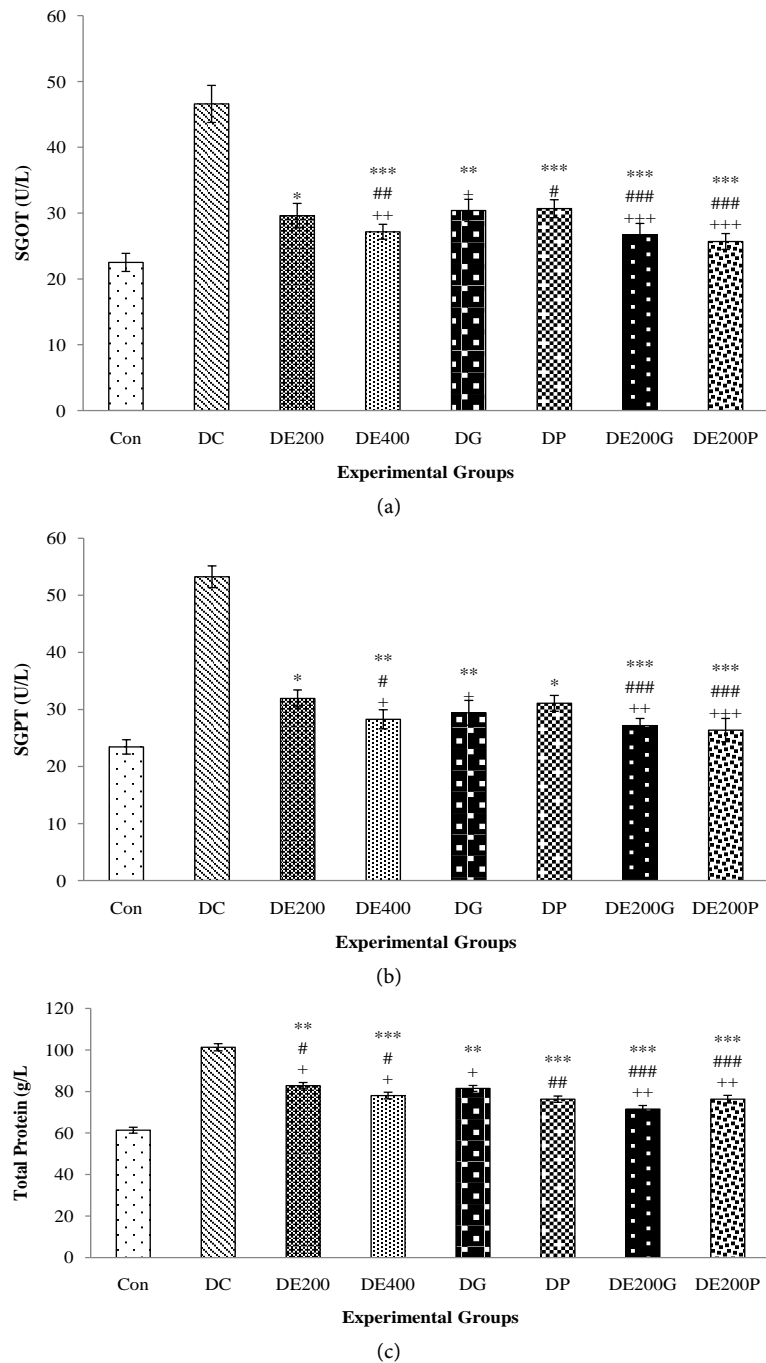 60
50
40
30
20
10
0
SGOT (U/L)
* *** ** *** *** ***
## # ### ###
++ + +++ +++
Con DC DE200 DE400 DG DP DE200G DE200P
Experimental Groups
(a)
60
50
40
30
20
10
0
SGPT (U/L)
* ** ** * *** ***
# ### ###
+ + ++ +++
Con DC DE200 DE400 DG DP DE200G DE200P
Experimental Groups
(b)
120
100
80
60
40
20
0
Total Protein (g/L
** *** ** *** *** ***
# # ## ### ###
+ + + ++ ++
Con DC DE200 DE400 DG DP DE200G DE200P
Experimental Groups
(c)